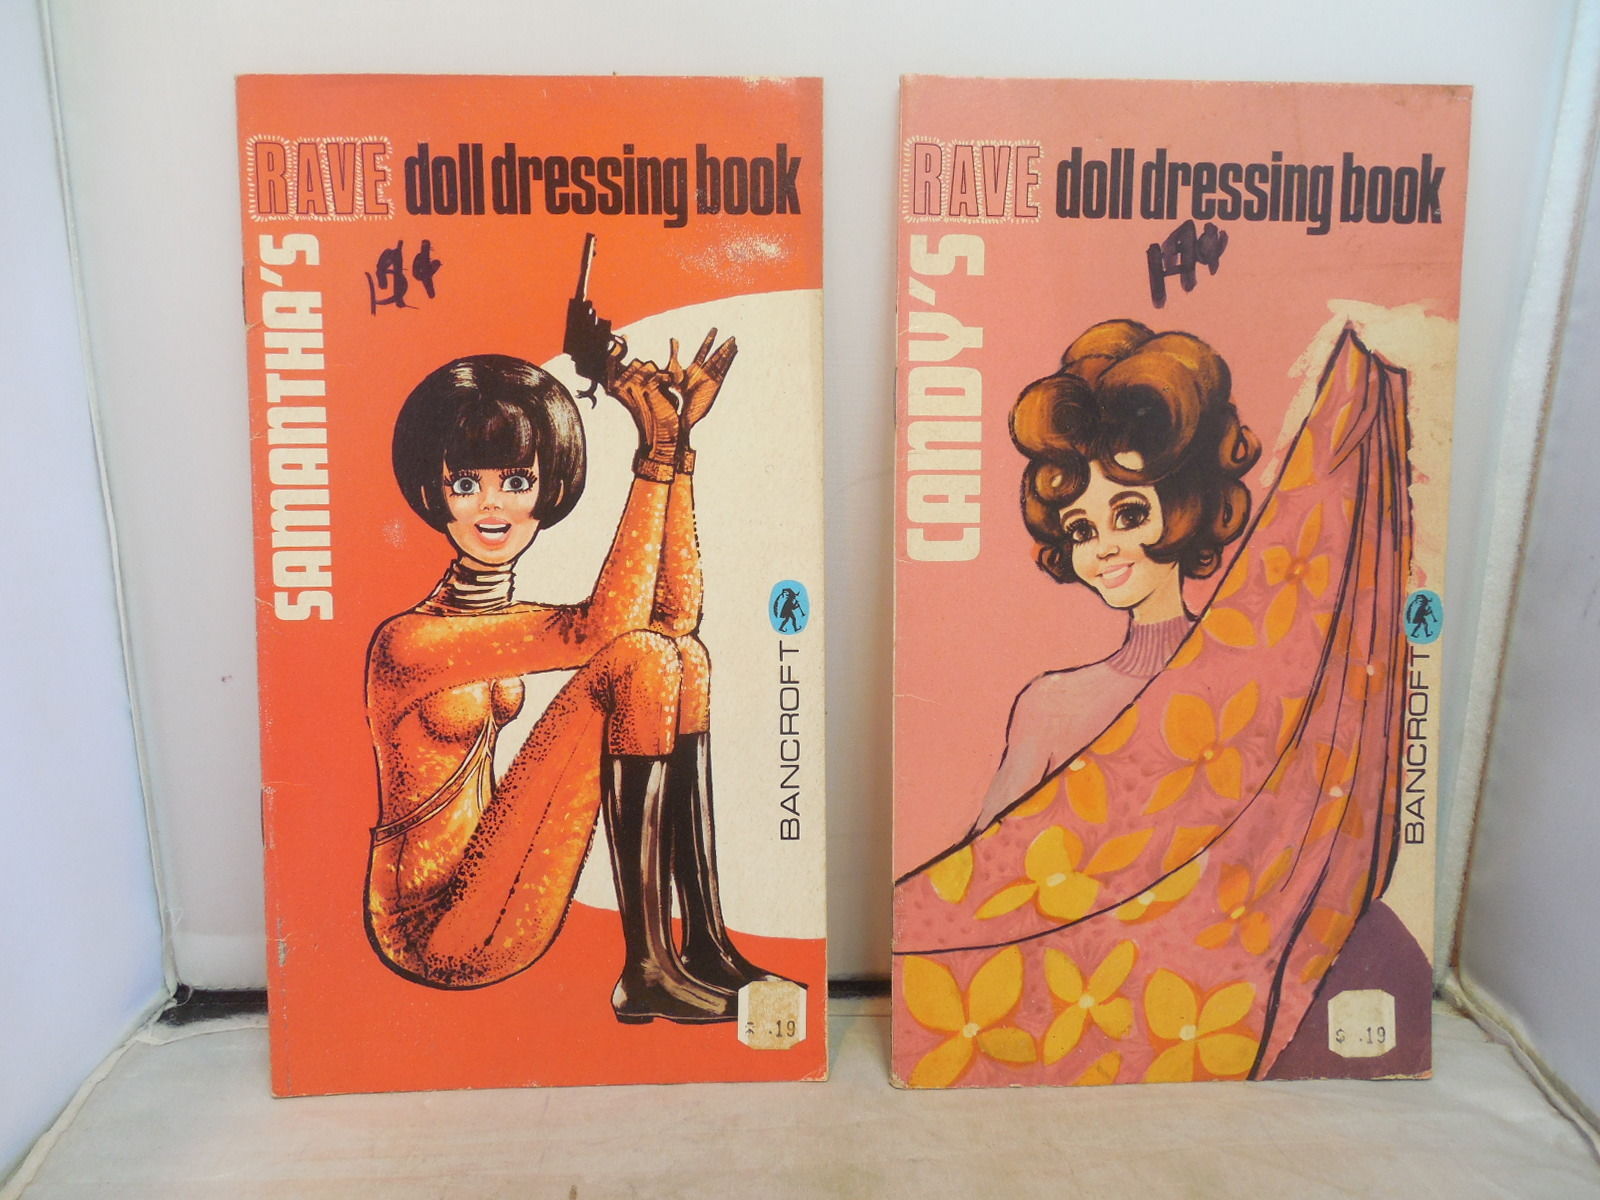 RAVE doll dressing book
SAMANTHA'S
BANCROFT
.19
RAVE doll dressing book
CANDY'S
BANCROFT
$ .19